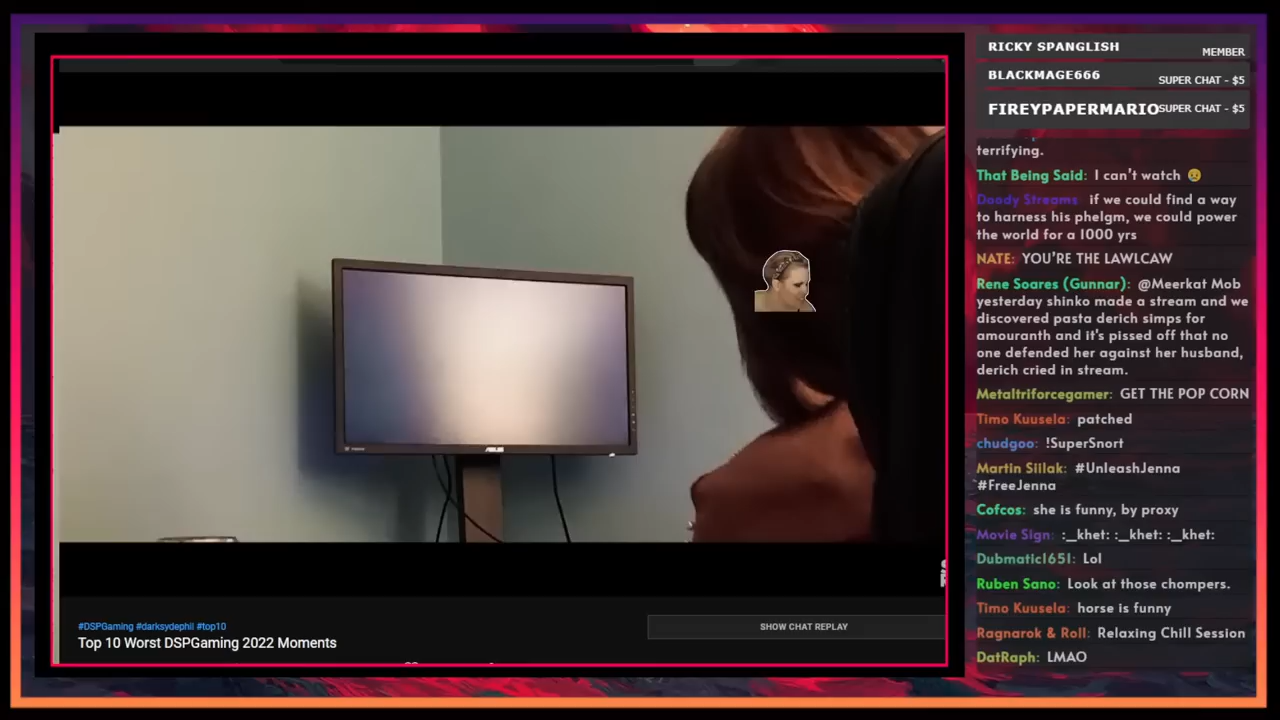 RICKY SPANGLISH
MEMBER
BLACKMAGE666
SUPER CHAT - $5
FIREYPAPERMARIO
SUPER CHAT - $5
terrifying.
That Being Said: I can't watch 😢
Doody Streams: if we could find a way
to harness his phelgm, we could power
the world for a 1000 yrs
NATE: YOU'RE THE LAWLCAW
Rene Soares (Gunnar): @Meerkat Mob
yesterday shinko made a stream and we
discovered pasta derich simps for
amouranth and it's pissed off that no
one defended her against her husband,
derich cried in stream.
Metaltriforcegamer: GET THE POP CORN
Timo Kuusela: patched
chudgoo: !SuperSnort
Martin Siilak: #UnleashJenna
#FreeJenna
Cofcos: she is funny, by proxy
Movie Sign: :_khet: :_khet: :_khet:
Dubmatic1651: Lol
Ruben Sano: Look at those chompers.
Timo Kuusela: horse is funny
Ragnarok & Roll: Relaxing Chill Session
DatRaph: LMAO
ASUS
#DSPGaming #darksydephil #top10
Top 10 Worst DSPGaming 2022 Moments
SHOW CHAT REPLAY